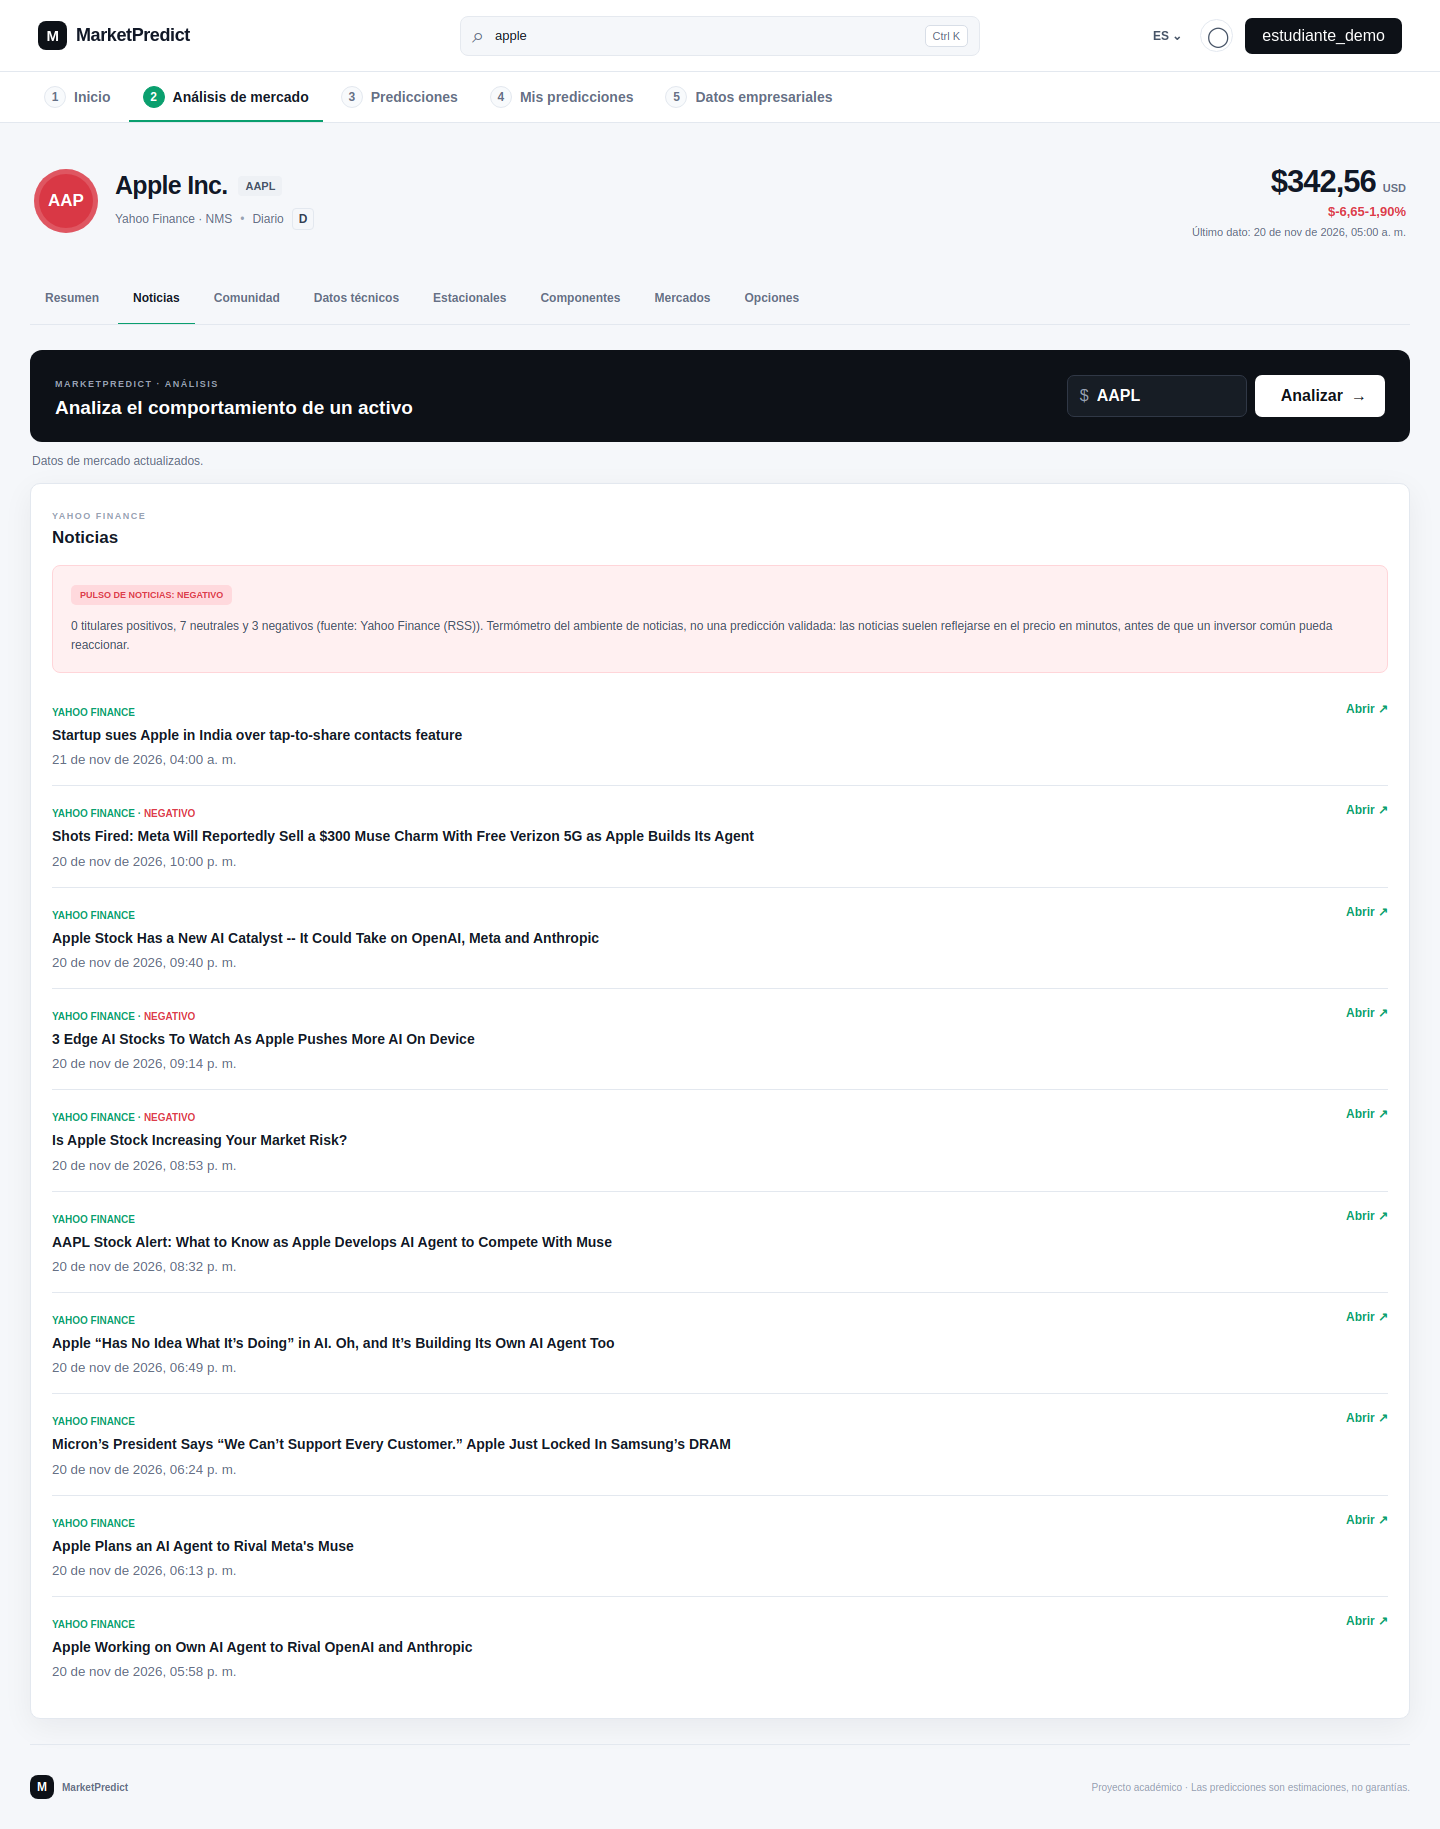 M MarketPredict
apple
Ctrl K
ES
estudiante_demo
1 Inicio
2 Análisis de mercado
3 Predicciones
4 Mis predicciones
5 Datos empresariales
AAP
Apple Inc. AAPL
Yahoo Finance · NMS • Diario D
$342,56 USD
$-6,65-1,90%
Último dato: 20 de nov de 2026, 05:00 a. m.
Resumen
Noticias
Comunidad
Datos técnicos
Estacionales
Componentes
Mercados
Opciones
MARKETPREDICT · ANÁLISIS
Analiza el comportamiento de un activo
$ AAPL
Analizar →
Datos de mercado actualizados.
YAHOO FINANCE
Noticias
PULSO DE NOTICIAS: NEGATIVO
0 titulares positivos, 7 neutrales y 3 negativos (fuente: Yahoo Finance (RSS)). Termómetro del ambiente de noticias, no una predicción validada: las noticias suelen reflejarse en el precio en minutos, antes de que un inversor común pueda
reaccionar.
YAHOO FINANCE
Abrir ↗
Startup sues Apple in India over tap-to-share contacts feature
21 de nov de 2026, 04:00 a. m.
YAHOO FINANCE · NEGATIVO
Abrir ↗
Shots Fired: Meta Will Reportedly Sell a $300 Muse Charm With Free Verizon 5G as Apple Builds Its Agent
20 de nov de 2026, 10:00 p. m.
YAHOO FINANCE
Abrir ↗
Apple Stock Has a New AI Catalyst -- It Could Take on OpenAI, Meta and Anthropic
20 de nov de 2026, 09:40 p. m.
YAHOO FINANCE · NEGATIVO
Abrir ↗
3 Edge AI Stocks To Watch As Apple Pushes More AI On Device
20 de nov de 2026, 09:14 p. m.
YAHOO FINANCE · NEGATIVO
Abrir ↗
Is Apple Stock Increasing Your Market Risk?
20 de nov de 2026, 08:53 p. m.
YAHOO FINANCE
Abrir ↗
AAPL Stock Alert: What to Know as Apple Develops AI Agent to Compete With Muse
20 de nov de 2026, 08:32 p. m.
YAHOO FINANCE
Abrir ↗
Apple “Has No Idea What It’s Doing” in AI. Oh, and It’s Building Its Own AI Agent Too
20 de nov de 2026, 06:49 p. m.
YAHOO FINANCE
Abrir ↗
Micron’s President Says “We Can’t Support Every Customer.” Apple Just Locked In Samsung’s DRAM
20 de nov de 2026, 06:24 p. m.
YAHOO FINANCE
Abrir ↗
Apple Plans an AI Agent to Rival Meta's Muse
20 de nov de 2026, 06:13 p. m.
YAHOO FINANCE
Abrir ↗
Apple Working on Own AI Agent to Rival OpenAI and Anthropic
20 de nov de 2026, 05:58 p. m.
M MarketPredict
Proyecto académico · Las predicciones son estimaciones, no garantías.